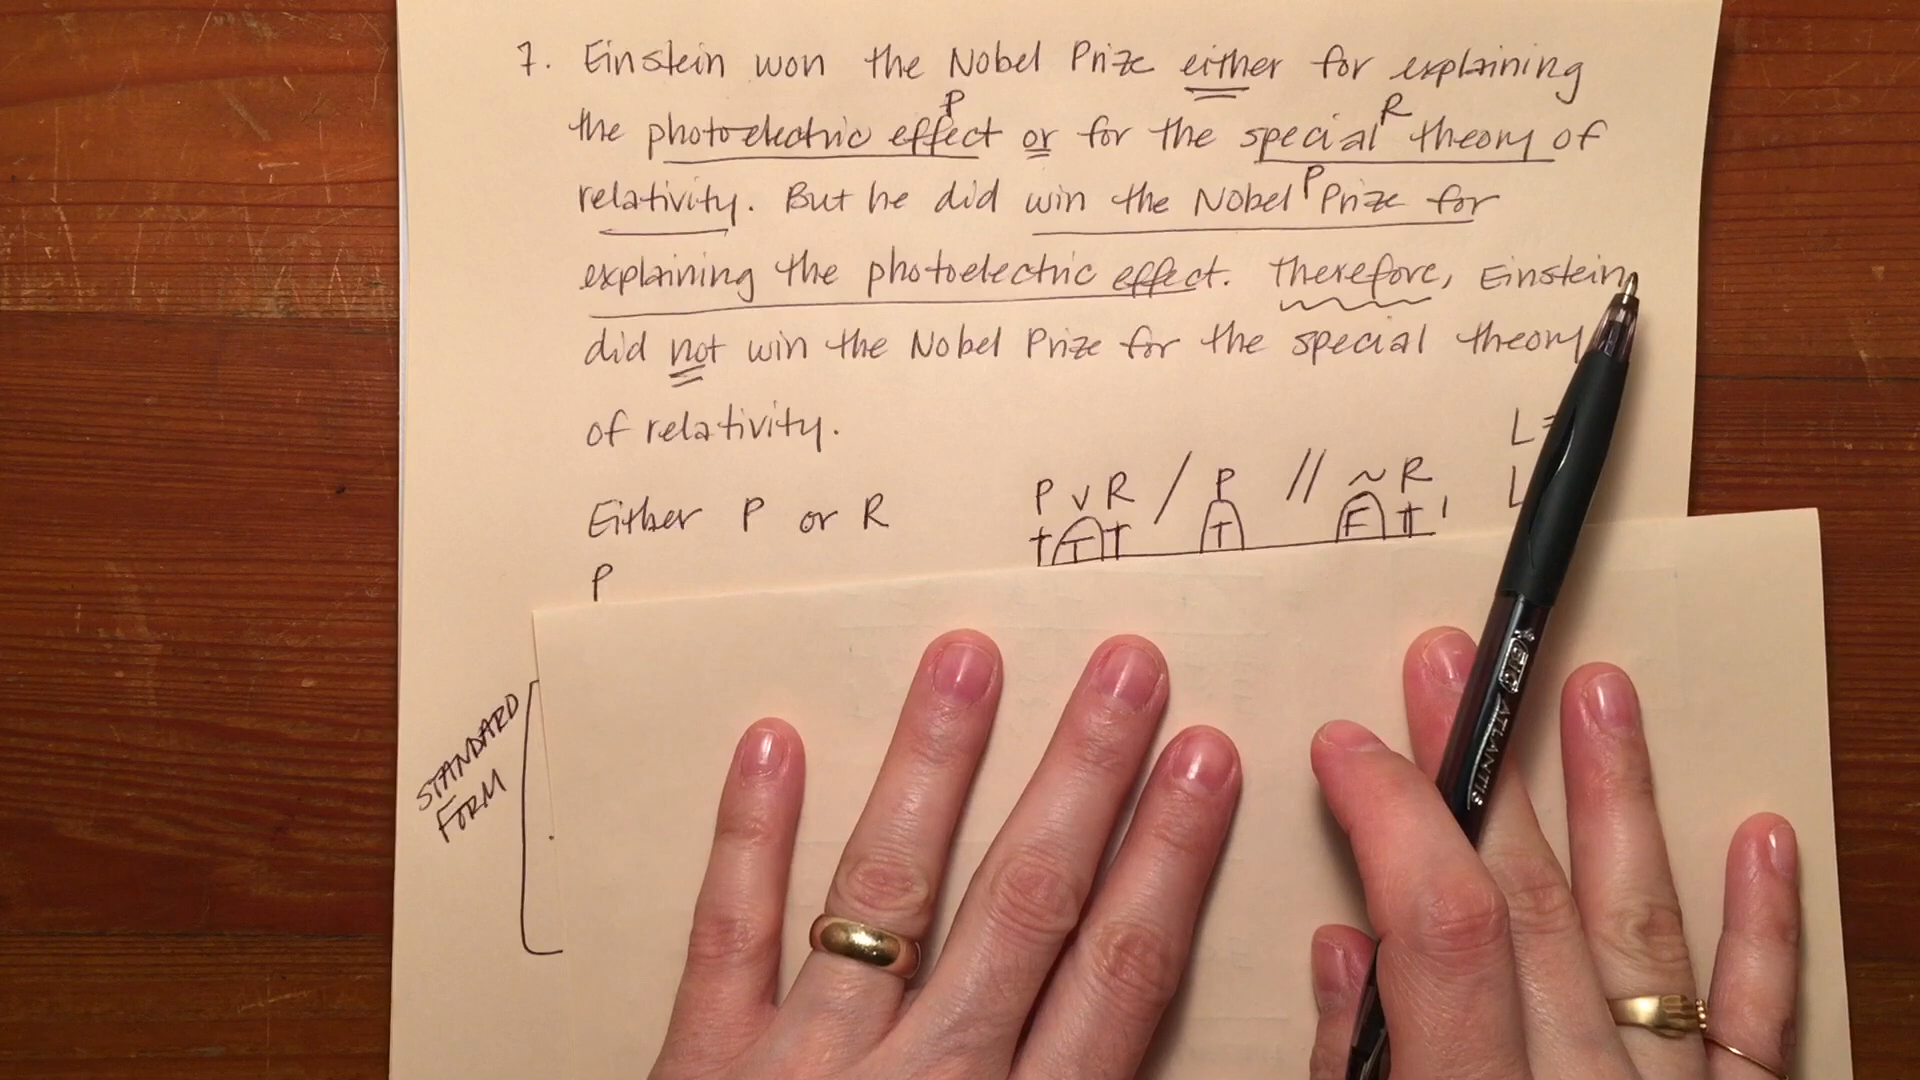 7. Einstein won the Nobel Prize either for explaining
P R
the photoelectric effect or for the special theory of
P
relativity. But he did win the Nobel Prize for
explaining the photoelectric effect. Therefore, Einstein
did not win the Nobel Prize for the special theory
of relativity.
L =
Either P or R
P v R / P // ~ R
L
T T T T F T 1
P
STANDARD
FORM
BIC ATLANTIS